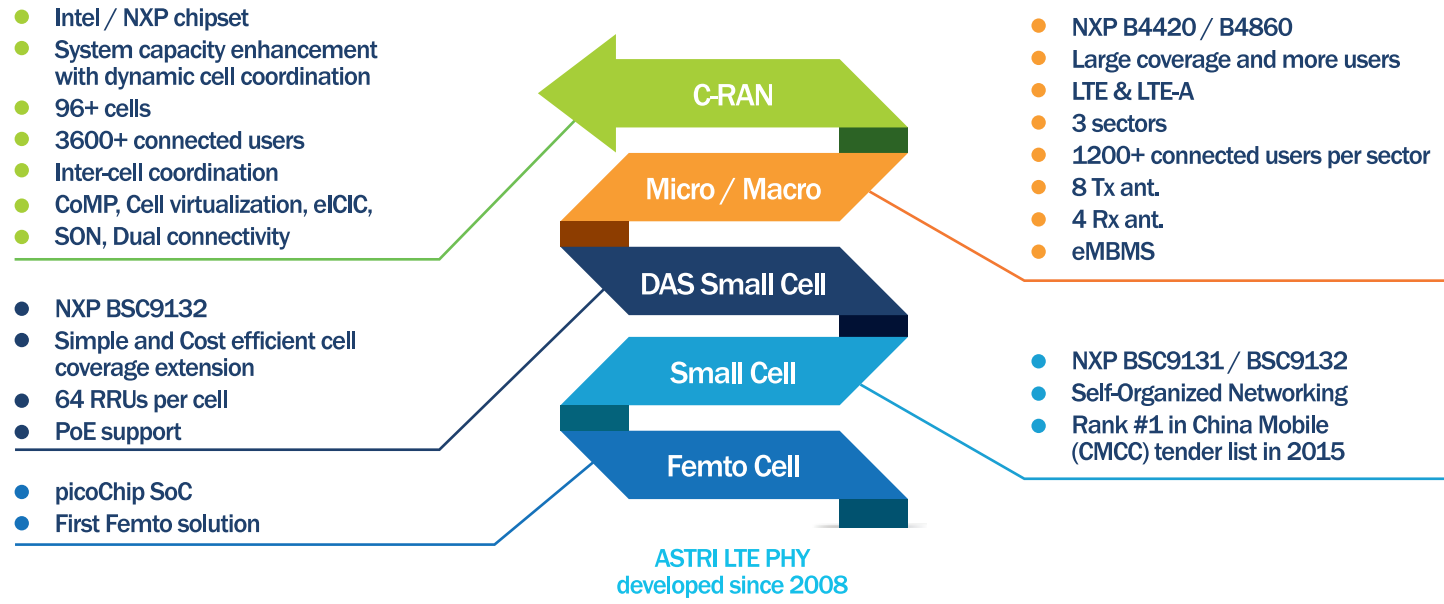 Intel / NXP chipset
System capacity enhancement
with dynamic cell coordination
96+ cells
3600+ connected users
Inter-cell coordination
CoMP, Cell virtualization, eICIC,
SON, Dual connectivity
NXP BSC9132
Simple and Cost efficient cell
coverage extension
64 RRUs per cell
PoE support
picoChip SoC
First Femto solution
C-RAN
Micro / Macro
DAS Small Cell
Small Cell
Femto Cell
ASTRI LTE PHY
developed since 2008
NXP B4420 / B4860
Large coverage and more users
LTE & LTE-A
3 sectors
1200+ connected users per sector
8 Tx ant.
4 Rx ant.
eMBMS
NXP BSC9131 / BSC9132
Self-Organized Networking
Rank #1 in China Mobile
(CMCC) tender list in 2015